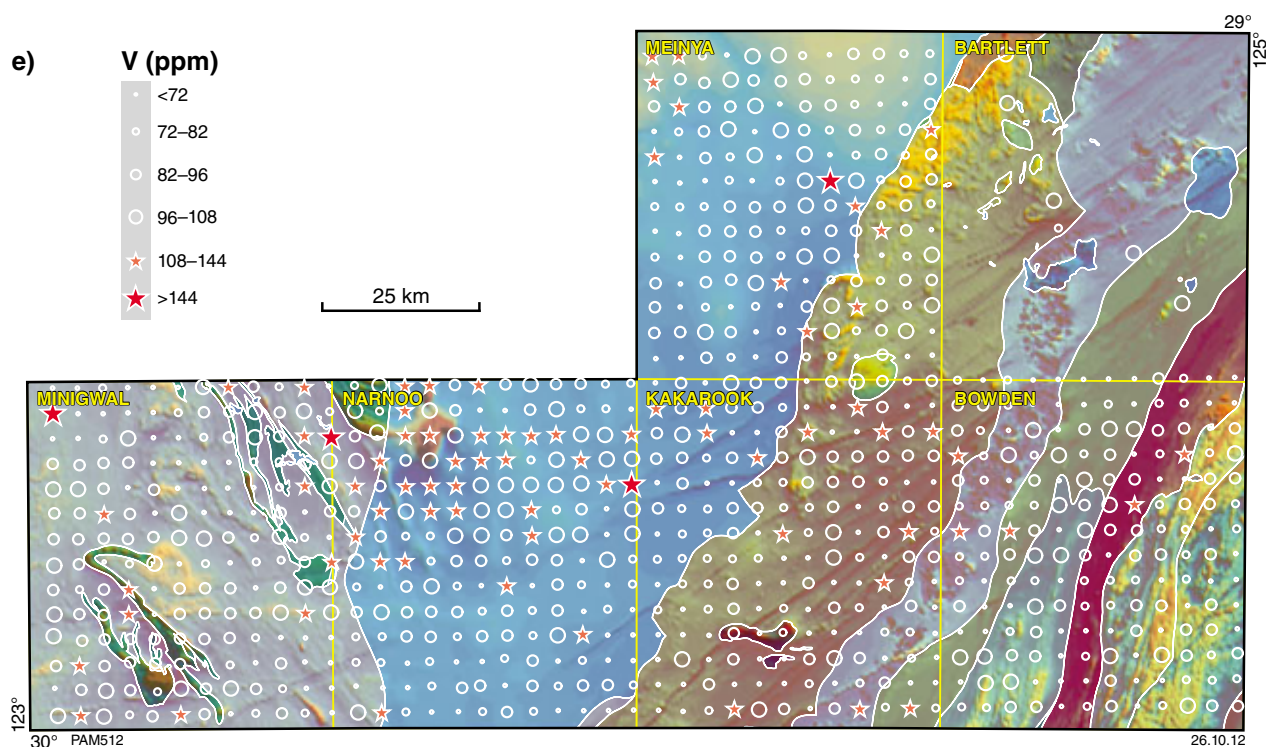 29°
125°
e)
V (ppm)
<72
72–82
82–96
96–108
108–144
>144
25 km
MEINYA
BARTLETT
MINIGWAL
NARNOO
KAKAROOK
BOWDEN
123°
30°
PAM512
26.10.12